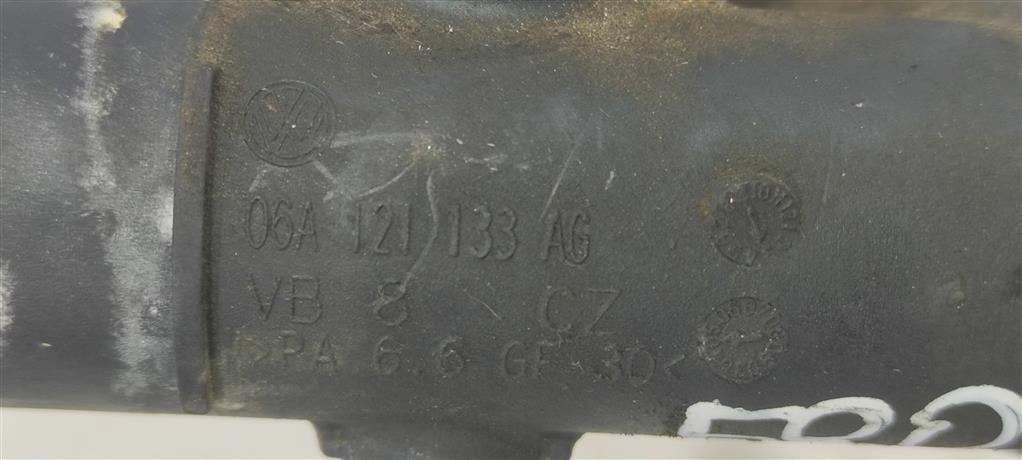 06A 121 133 AG
VB 8 CZ
>PA 6.6 GF 30<